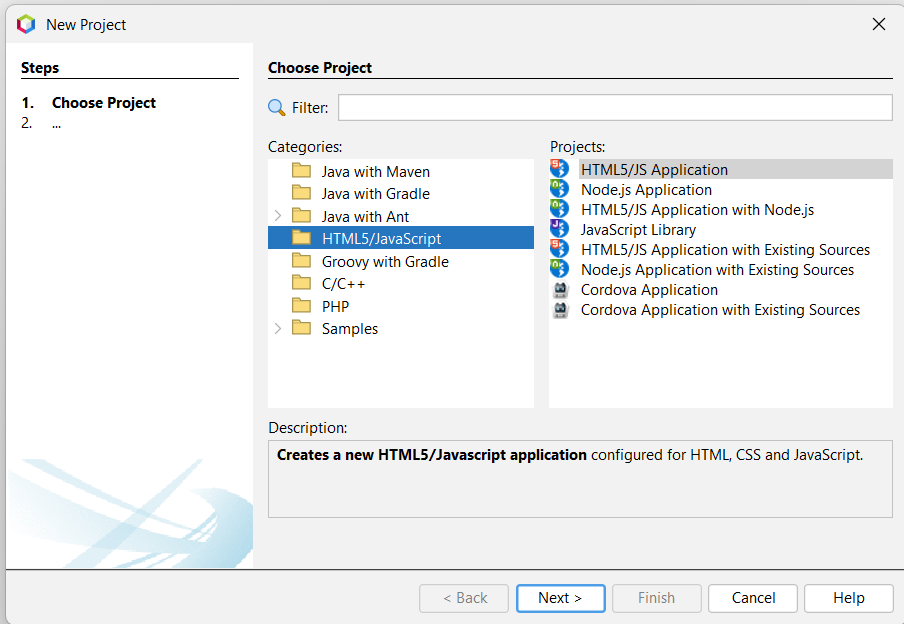 New Project
Steps
1. Choose Project
2. ...
Choose Project
Filter:
Categories:
Java with Maven
Java with Gradle
Java with Ant
HTML5/JavaScript
Groovy with Gradle
C/C++
PHP
Samples
Projects:
HTML5/JS Application
Node.js Application
HTML5/JS Application with Node.js
JavaScript Library
HTML5/JS Application with Existing Sources
Node.js Application with Existing Sources
Cordova Application
Cordova Application with Existing Sources
Description:
Creates a new HTML5/Javascript application configured for HTML, CSS and JavaScript.
< Back Next > Finish Cancel Help